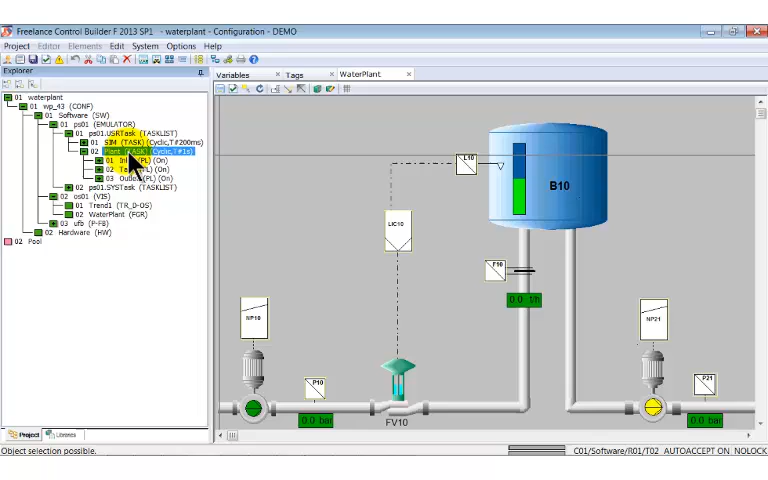 Freelance Control Builder F 2013 SP1 - waterplant - Configuration - DEMO
Project Editor Elements Edit System Options Help
Explorer
Variables × Tags × WaterPlant ×
01 waterplant
01 wp_43 (CONF)
01 Software (SW)
01 ps01 (EMULATOR)
01 ps01.USRTask (TASKLIST)
01 SIM (TASK) (Cyclic,T#200ms)
02 Plant (TASK) (Cyclic,T#1s)
01 (PL) (On)
02 (PL) (On)
03 Outlet (PL) (On)
02 ps01.SYSTask (TASKLIST)
02 os01 (VIS)
01 Trend1 (TR_D-OS)
02 WaterPlant (FGR)
03 ufb (P-FB)
02 Hardware (HW)
02 Pool
L10
B10
LIC10
F10
0.0 t/h
NP10
NP21
P10
P21
0.0 bar
FV10
0.0 bar
Project Libraries
Object selection possible.
C01/Software/R01/T02 AUTOACCEPT ON NOLOCK